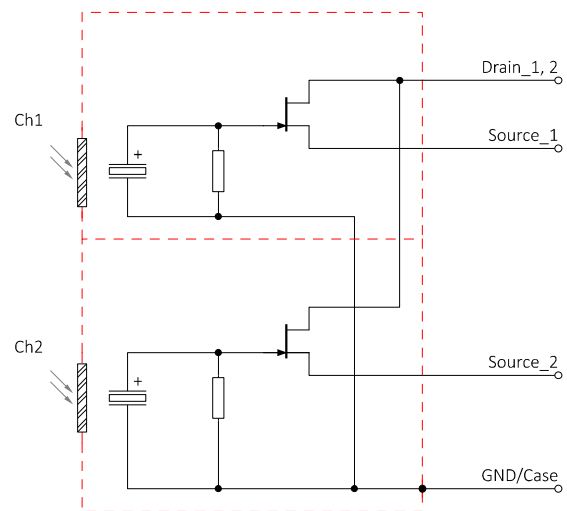 Drain_1, 2
Ch1
+
Source_1
Ch2
+
Source_2
GND/Case